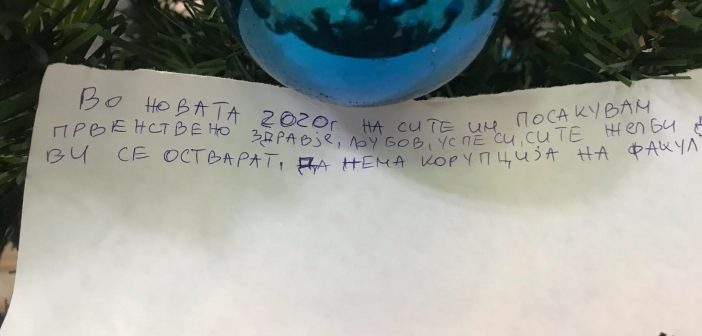 ВО НОВАТА 2020г НА СИТЕ ИМ ПОСАКУВАМ
ПРВЕНСТВЕНО ЗДРАВЈЕ, ЉУБОВ, УСПЕСИ, СИТЕ ЖЕЛБИ
ВИ СЕ ОСТВАРАТ, ДА НЕМА КОРУПЦИЈА НА ФАКУЛ